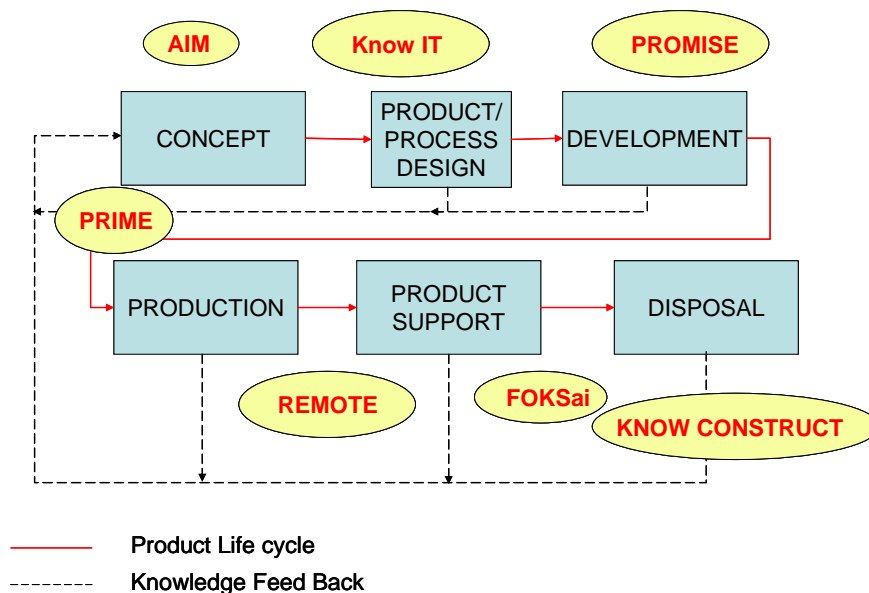 AIM
Know IT
PROMISE
CONCEPT
PRODUCT/
PROCESS
DESIGN
DEVELOPMENT
PRIME
PRODUCTION
PRODUCT
SUPPORT
DISPOSAL
REMOTE
FOKSai
KNOW CONSTRUCT
Product Life cycle
Knowledge Feed Back